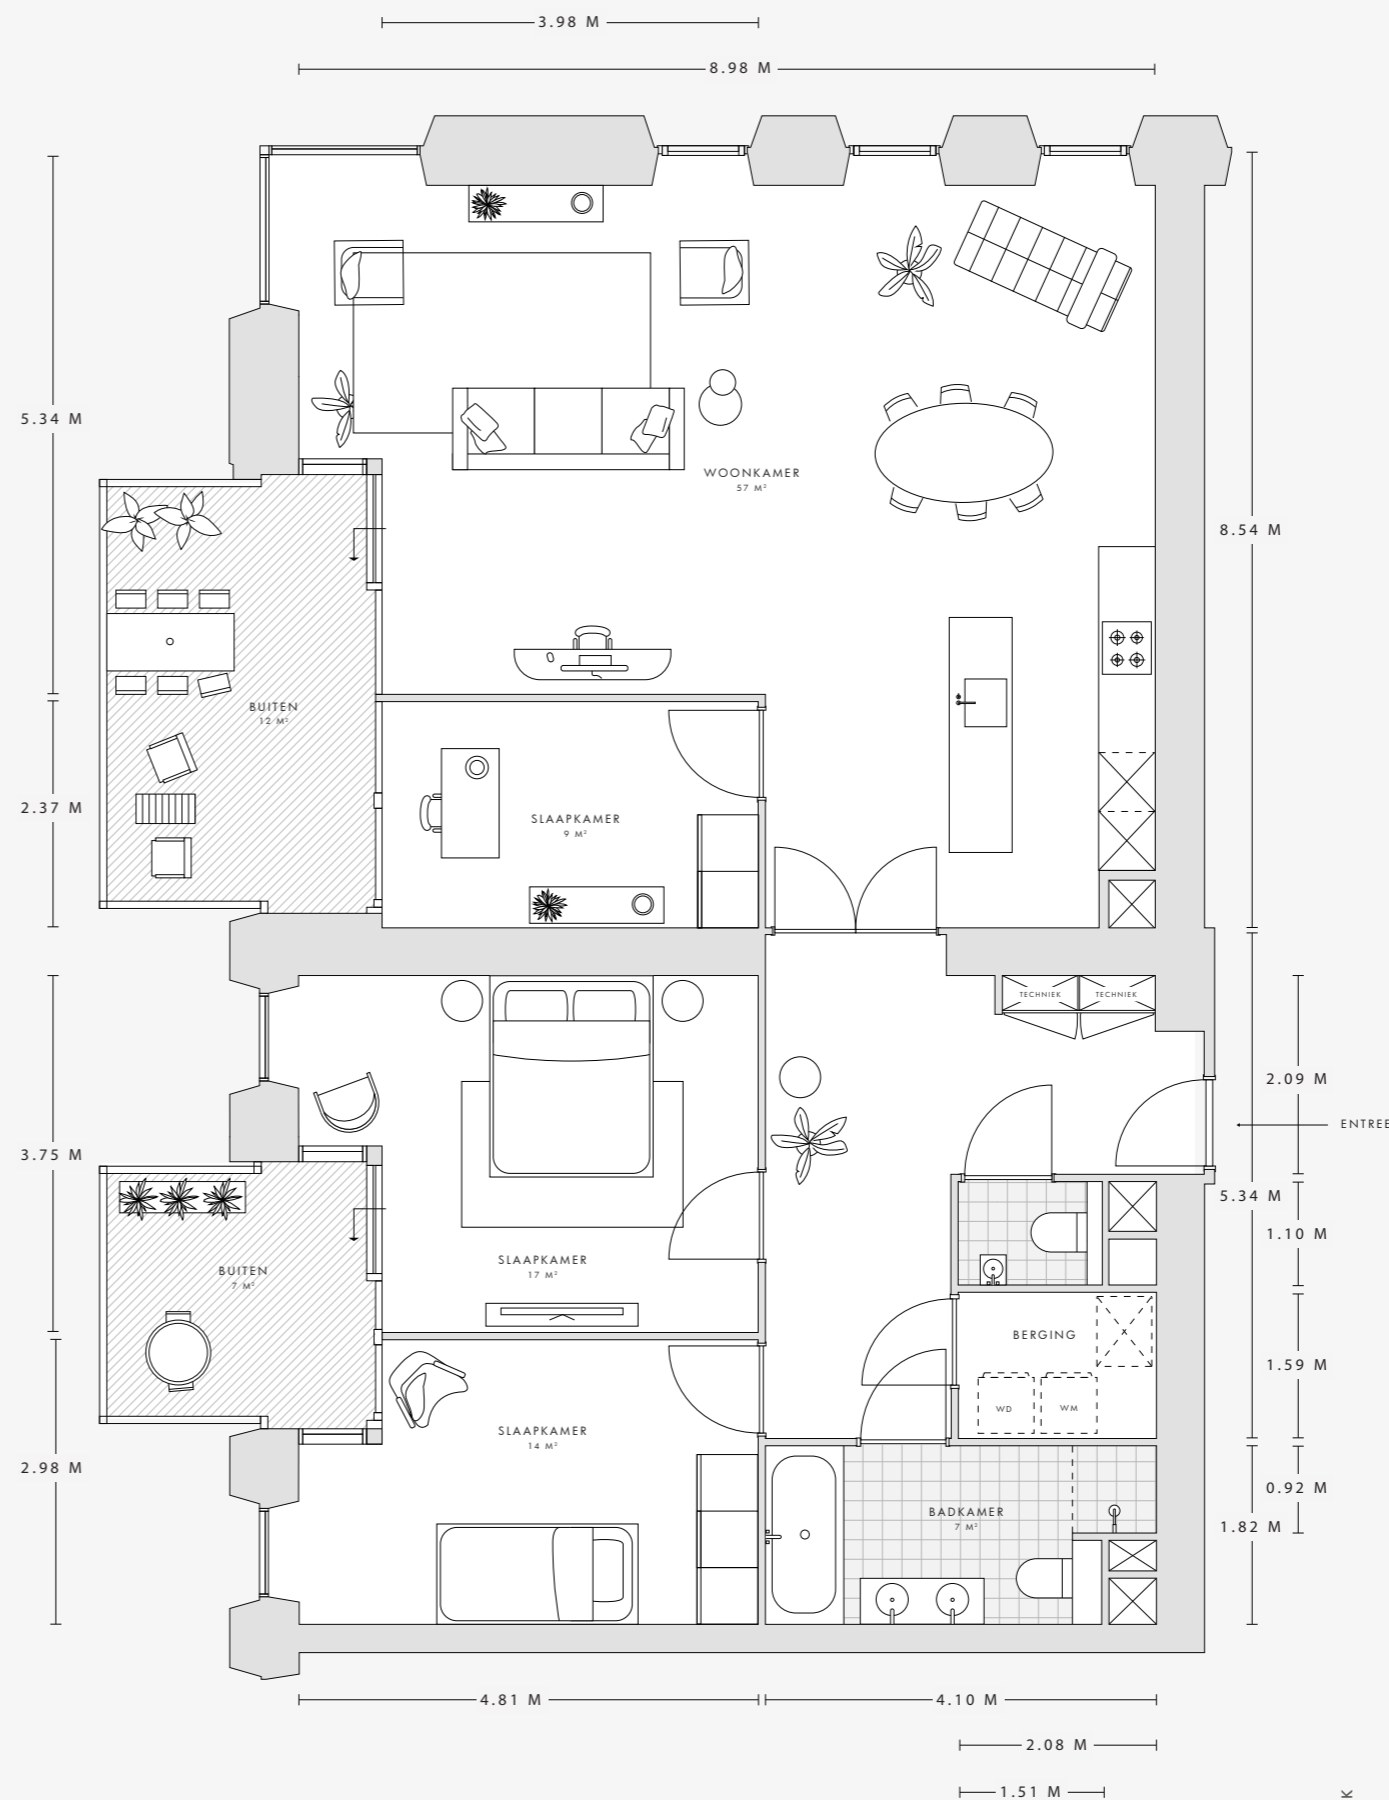 3.98 M
8.98 M
5.34 M
WOONKAMER
57 M²
8.54 M
BUITEN
12 M²
2.37 M
SLAAPKAMER
9 M²
TECHNIEK
TECHNIEK
2.09 M
ENTREE
3.75 M
5.34 M
1.10 M
SLAAPKAMER
17 M²
BUITEN
7 M²
BERGING
1.59 M
WD
WM
SLAAPKAMER
14 M²
2.98 M
0.92 M
BADKAMER
7 M²
1.82 M
4.81 M
4.10 M
2.08 M
1.51 M
K